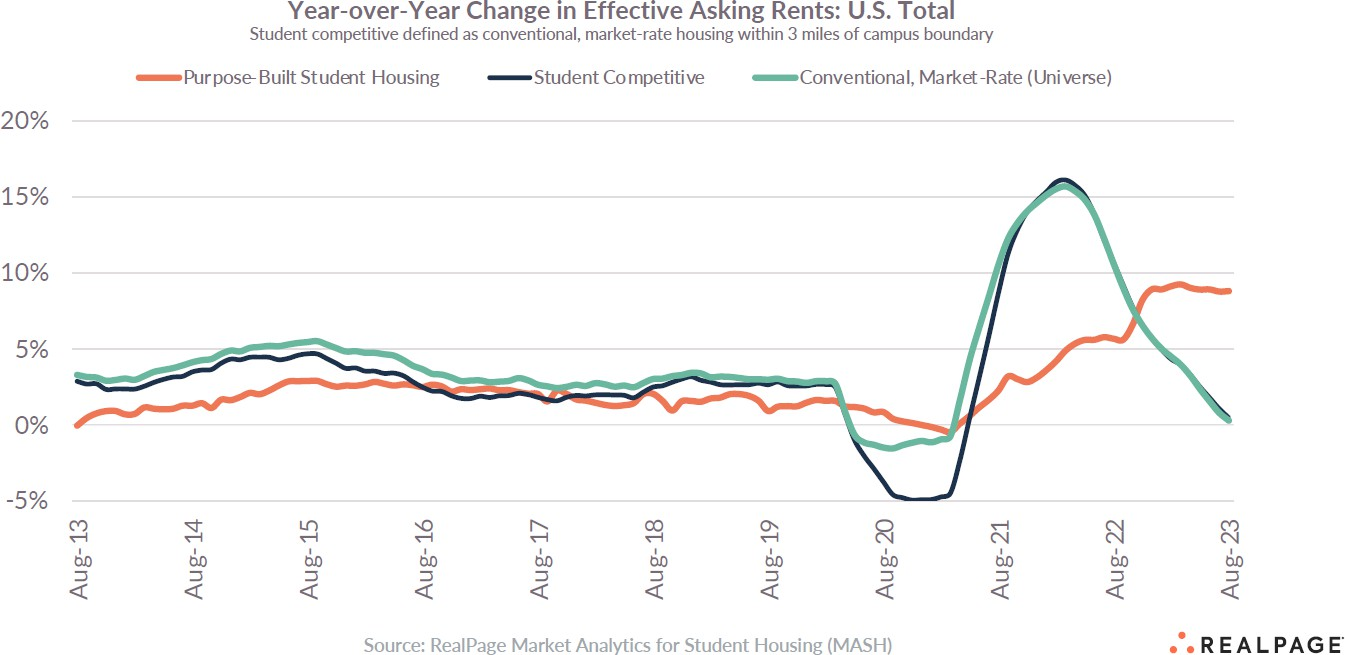 Year-over-Year Change in Effective Asking Rents: U.S. Total
Student competitive defined as conventional, market-rate housing within 3 miles of campus boundary
Purpose-Built Student Housing Student Competitive Conventional, Market-Rate (Universe)
20%
15%
10%
5%
0%
-5%
Aug-13 Aug-14 Aug-15 Aug-16 Aug-17 Aug-18 Aug-19 Aug-20 Aug-21 Aug-22 Aug-23
Source: RealPage Market Analytics for Student Housing (MASH)
REALPAGE